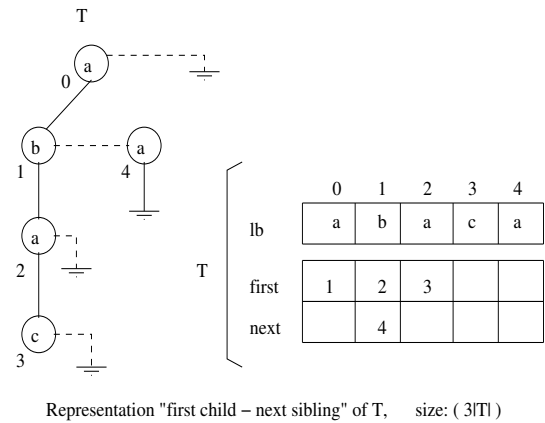 T
a
0
b
a
1
4
a
2
c
3
0 1 2 3 4
lb a b a c a
T
first 1 2 3
next 4
Representation "first child – next sibling" of T, size: ( 3|T| )